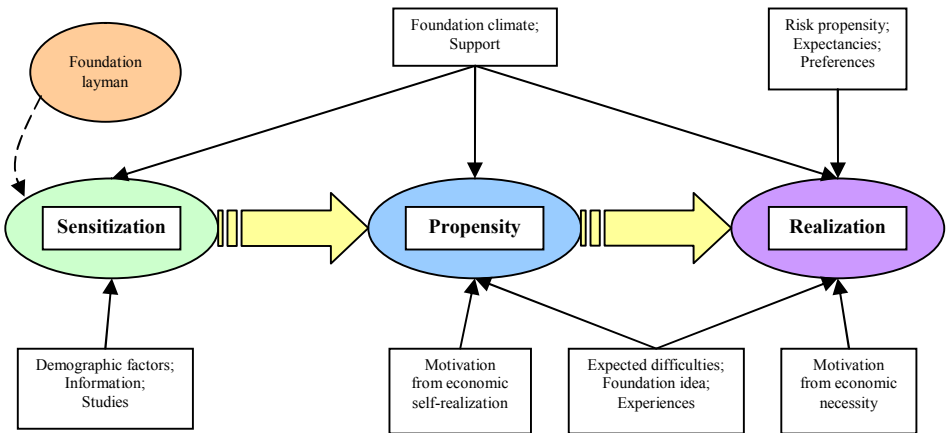 Foundation climate;
Support
Risk propensity;
Expectancies;
Preferences
Foundation
layman
Sensitization
Propensity
Realization
Demographic factors;
Information;
Studies
Motivation
from economic
self-realization
Expected difficulties;
Foundation idea;
Experiences
Motivation
from economic
necessity